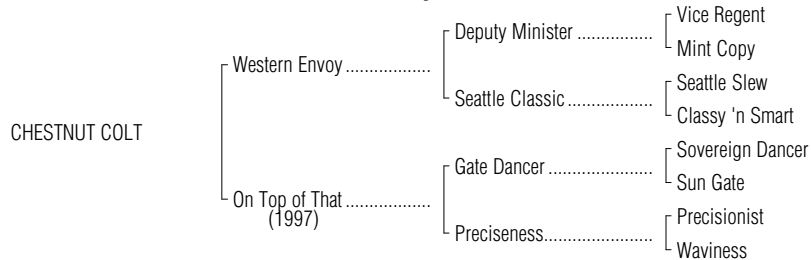 Vice Regent
Deputy Minister ................
Mint Copy
Western Envoy ..................
Seattle Slew
Seattle Classic..................
Classy 'n Smart
CHESTNUT COLT
Sovereign Dancer
Gate Dancer ......................
Sun Gate
On Top of That ..................
(1997)
Precisionist
Preciseness.......................
Waviness